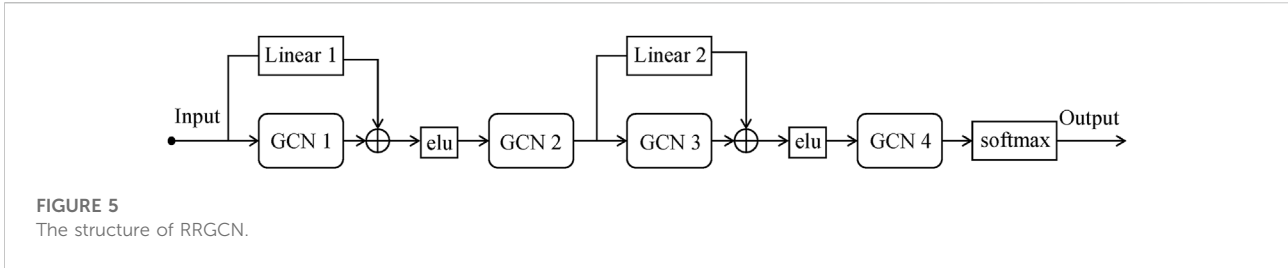 Linear 1
Linear 2
Input
GCN 1
elu
GCN 2
GCN 3
elu
GCN 4
softmax
Output
FIGURE 5
The structure of RRGCN.